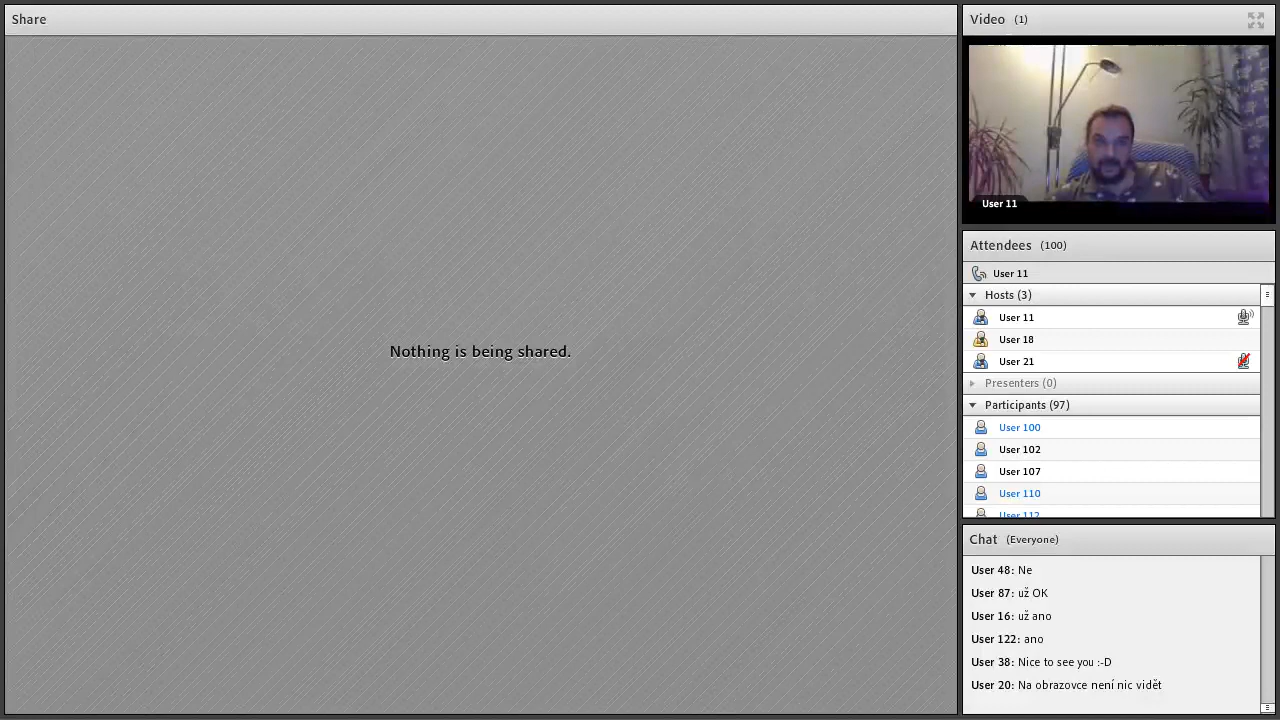 Share
Nothing is being shared.
Video (1)
User 11
Attendees (100)
User 11
Hosts (3)
User 11
User 18
User 21
Presenters (0)
Participants (97)
User 100
User 102
User 107
User 110
User 112
Chat (Everyone)
User 48: Ne
User 87: už OK
User 16: už ano
User 122: ano
User 38: Nice to see you :-D
User 20: Na obrazovce není nic vidět